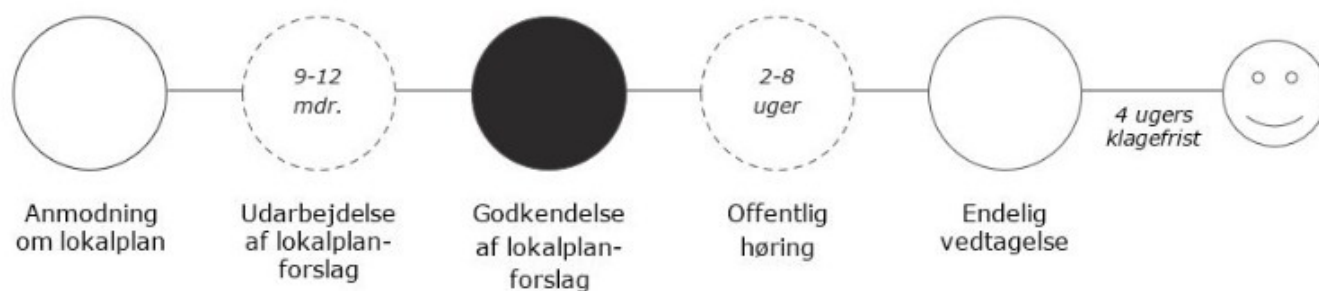 9-12
mdr.
2-8
uger
4 ugers
klagefrist
Anmodning
om lokalplan
Udarbejdelse
af lokalplan-
forslag
Godkendelse
af lokalplan-
forslag
Offentlig
høring
Endelig
vedtagelse